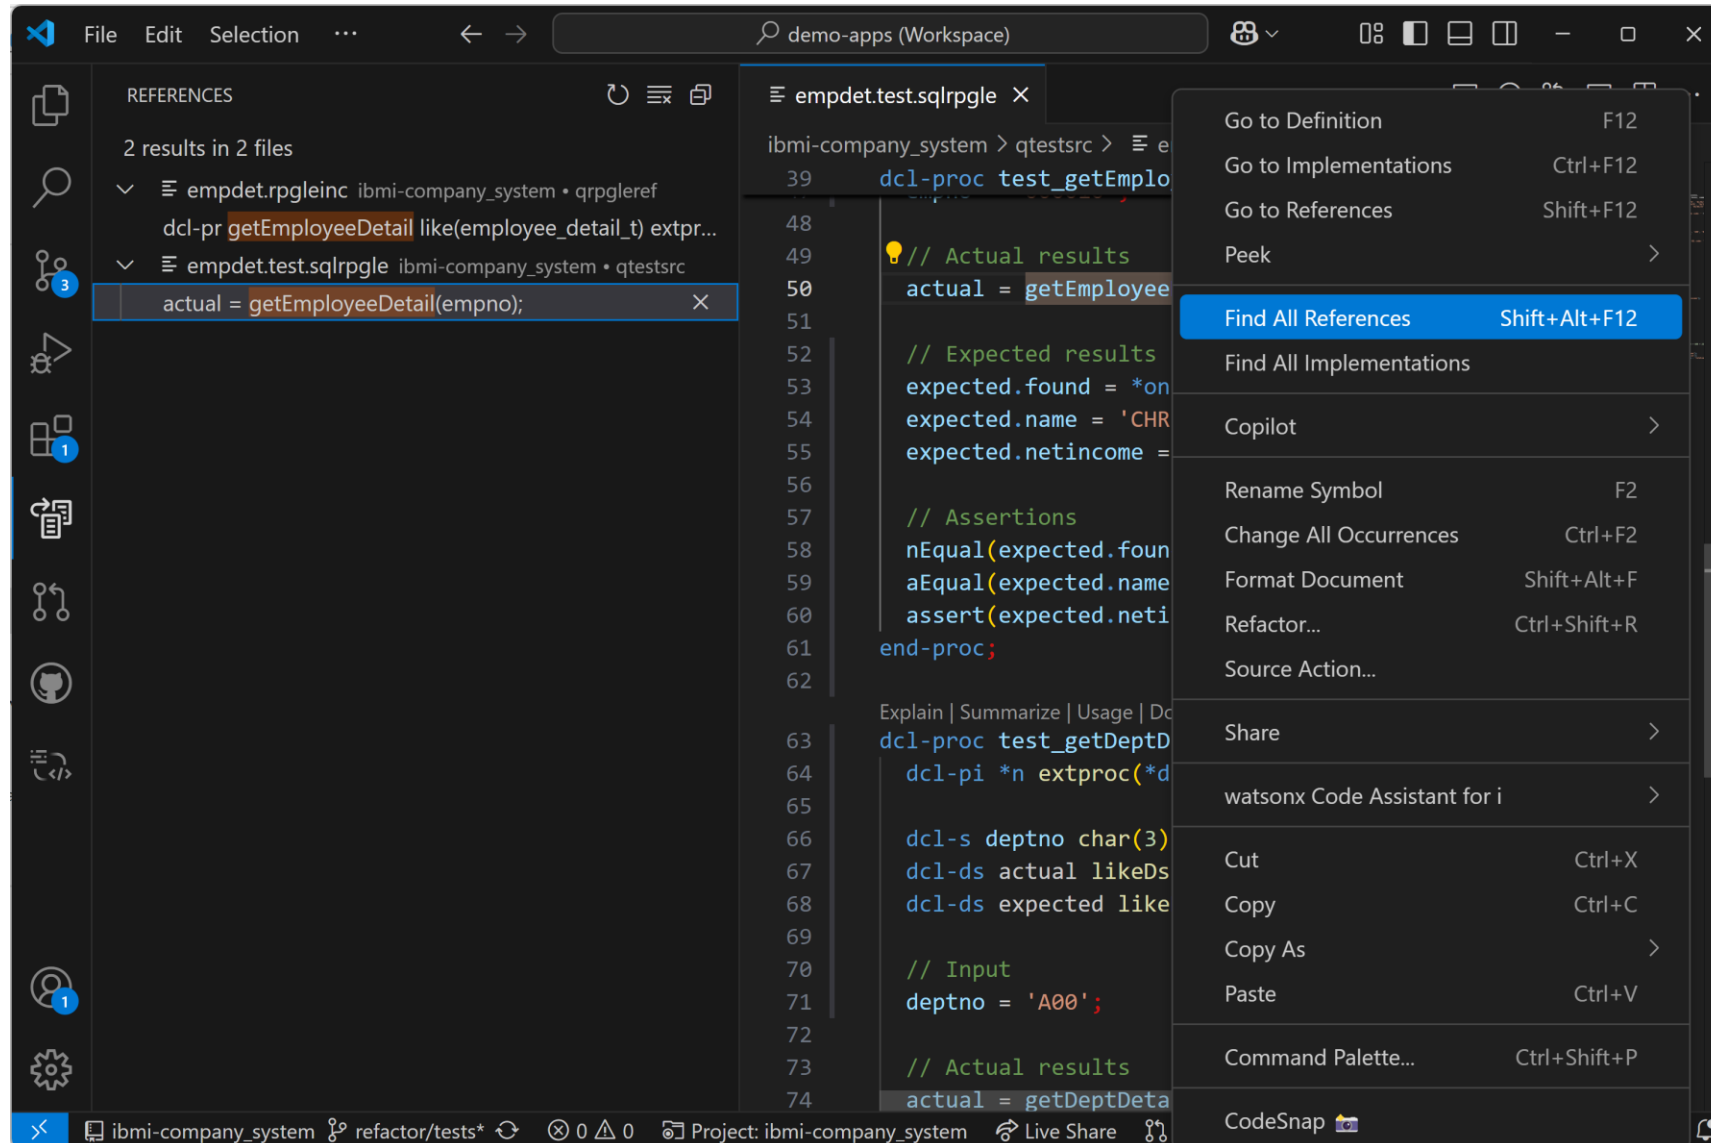 File Edit Selection ··· demo-apps (Workspace)
REFERENCES
2 results in 2 files
empdet.rpgleinc ibmi-company_system • qrpgleref
dcl-pr getEmployeeDetail like(employee_detail_t) extpr...
empdet.test.sqlrpgle ibmi-company_system • qtestsrc
actual = getEmployeeDetail(empno);
3
1
1
empdet.test.sqlrpgle
ibmi-company_system > qtestsrc > e
39 dcl-proc test_getEmplo
48
49 // Actual results
50 actual = getEmployee
51
52 // Expected results
53 expected.found = *on
54 expected.name = 'CHR
55 expected.netincome =
56
57 // Assertions
58 nEqual(expected.foun
59 aEqual(expected.name
60 assert(expected.neti
61 end-proc;
62
Explain | Summarize | Usage | Do
63 dcl-proc test_getDeptD
64 dcl-pi *n extproc(*d
65
66 dcl-s deptno char(3)
67 dcl-ds actual likeDs
68 dcl-ds expected like
69
70 // Input
71 deptno = 'A00';
72
73 // Actual results
74 actual = getDeptDeta
Go to Definition F12
Go to Implementations Ctrl+F12
Go to References Shift+F12
Peek
Find All References Shift+Alt+F12
Find All Implementations
Copilot
Rename Symbol F2
Change All Occurrences Ctrl+F2
Format Document Shift+Alt+F
Refactor... Ctrl+Shift+R
Source Action...
Share
watsonx Code Assistant for i
Cut Ctrl+X
Copy Ctrl+C
Copy As
Paste Ctrl+V
Command Palette... Ctrl+Shift+P
CodeSnap 📸
ibmi-company_system refactor/tests* 0 0 Project: ibmi-company_system Live Share